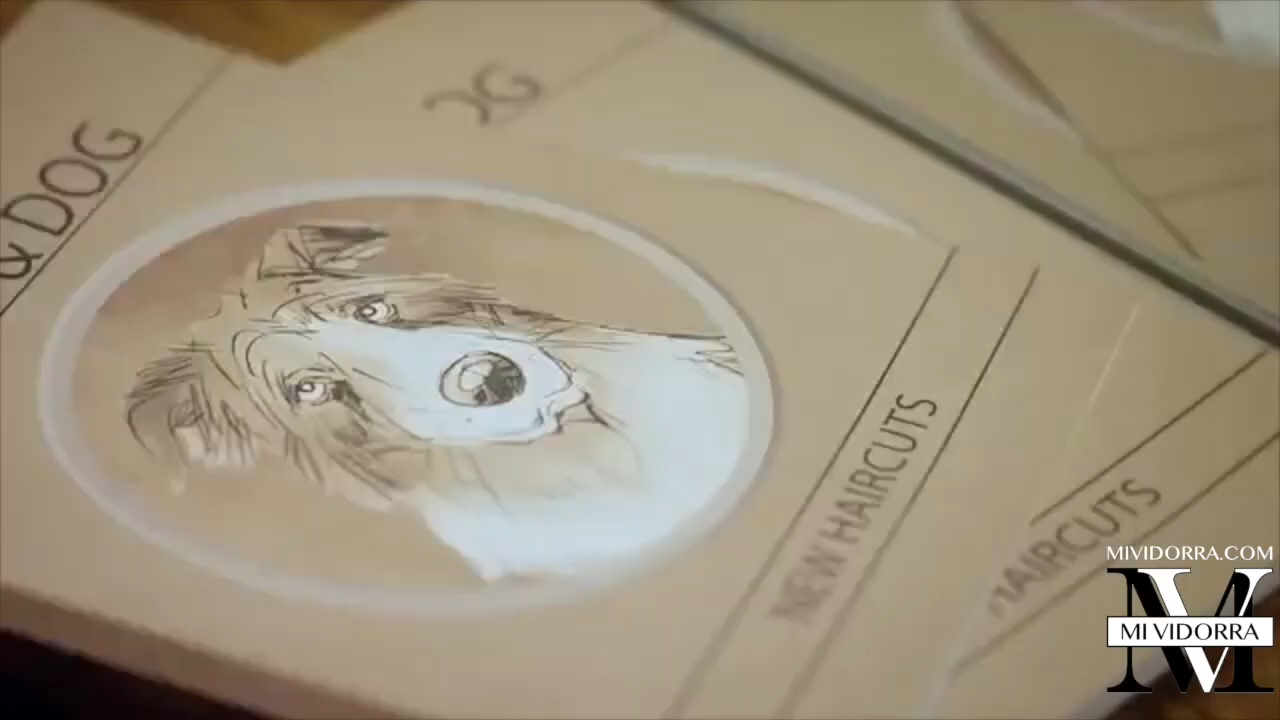 & DOG
NEW HAIRCUTS
HAIRCUTS
MIVIDORRA.COM
MI VIDORRA